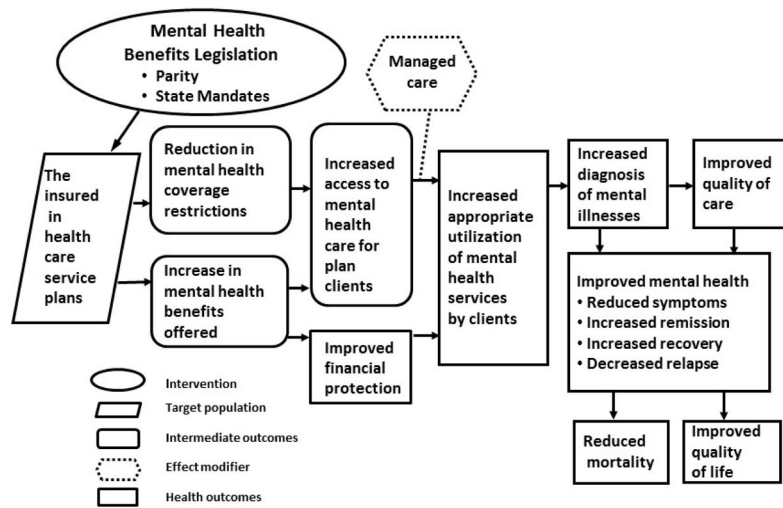 Mental Health
Benefits Legislation
• Parity
• State Mandates
Managed
care
The
insured
in
health
care
service
plans
Reduction in
mental health
coverage
restrictions
Increase in
mental health
benefits
offered
Increased
access to
mental
health
care for
plan
clients
Improved
financial
protection
Increased
appropriate
utilization
of mental
health
services
by clients
Increased
diagnosis
of mental
illnesses
Improved
quality of
care
Improved mental health
• Reduced symptoms
• Increased remission
• Increased recovery
• Decreased relapse
Reduced
mortality
Improved
quality
of life
Intervention
Target population
Intermediate outcomes
Effect modifier
Health outcomes